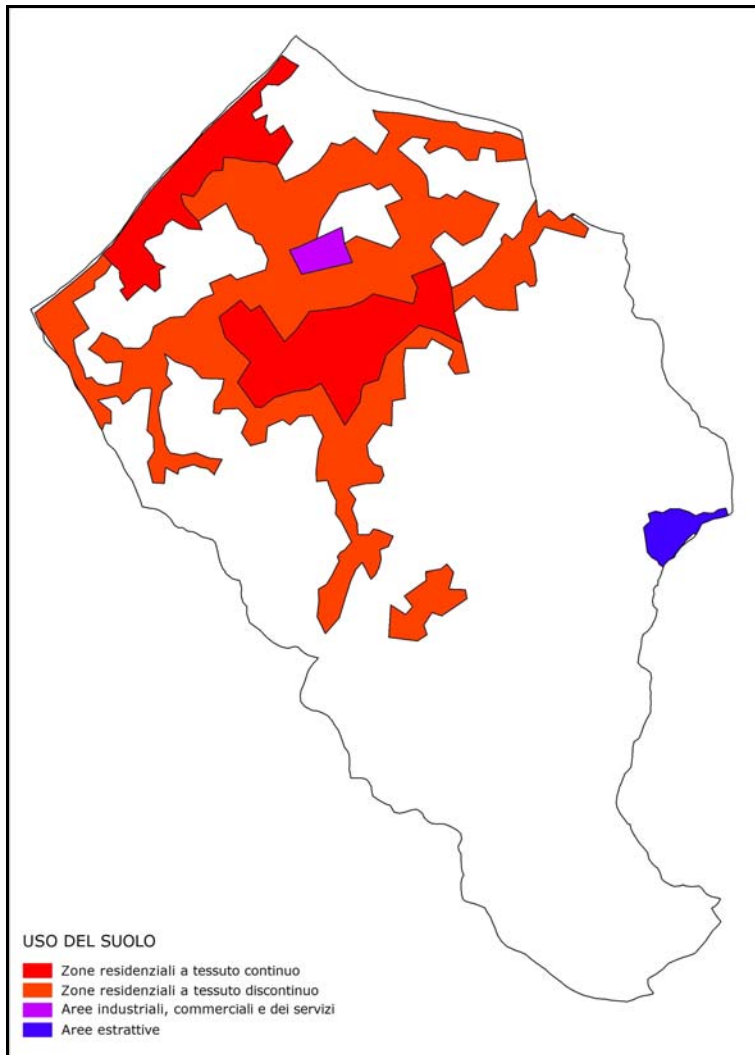 USO DEL SUOLO
Zone residenziali a tessuto continuo
Zone residenziali a tessuto discontinuo
Aree industriali, commerciali e dei servizi
Aree estrattive